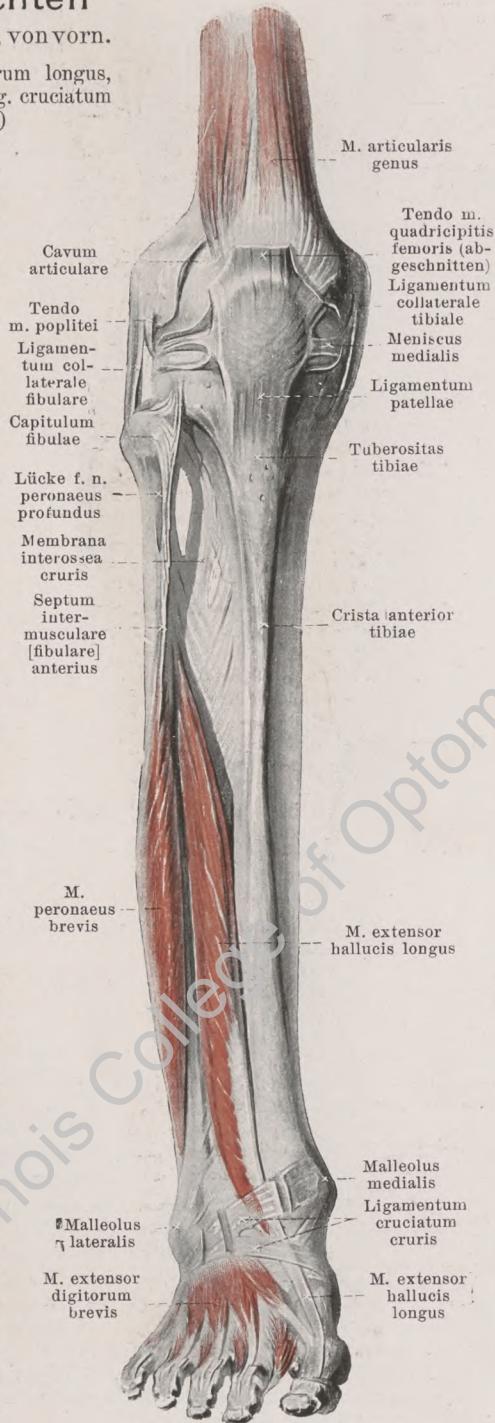 von vorn.
longus,
cruciatum
M. articularis
genus
Cavum
articulare
Tendo m.
quadricipitis
femoris (ab-
geschnitten)
Ligamentum
collaterale
tibiale
Tendo
m. poplitei
Meniscus
medialis
Ligamen-
tum col-
laterale
fibulare
Ligamentum
patellae
Capitulum
fibulae
Tuberositas
tibiae
Lücke f. n.
peronaeus
profundus
Membrana
interossea
cruris
Septum
inter-
musculare
[fibulare]
anterius
Crista anterior
tibiae
M.
peronaeus
brevis
M. extensor
hallucis longus
Malleolus
medialis
Malleolus
lateralis
Ligamentum
cruciatum
cruris
M. extensor
digitorum
brevis
M. extensor
hallucis
longus
College of